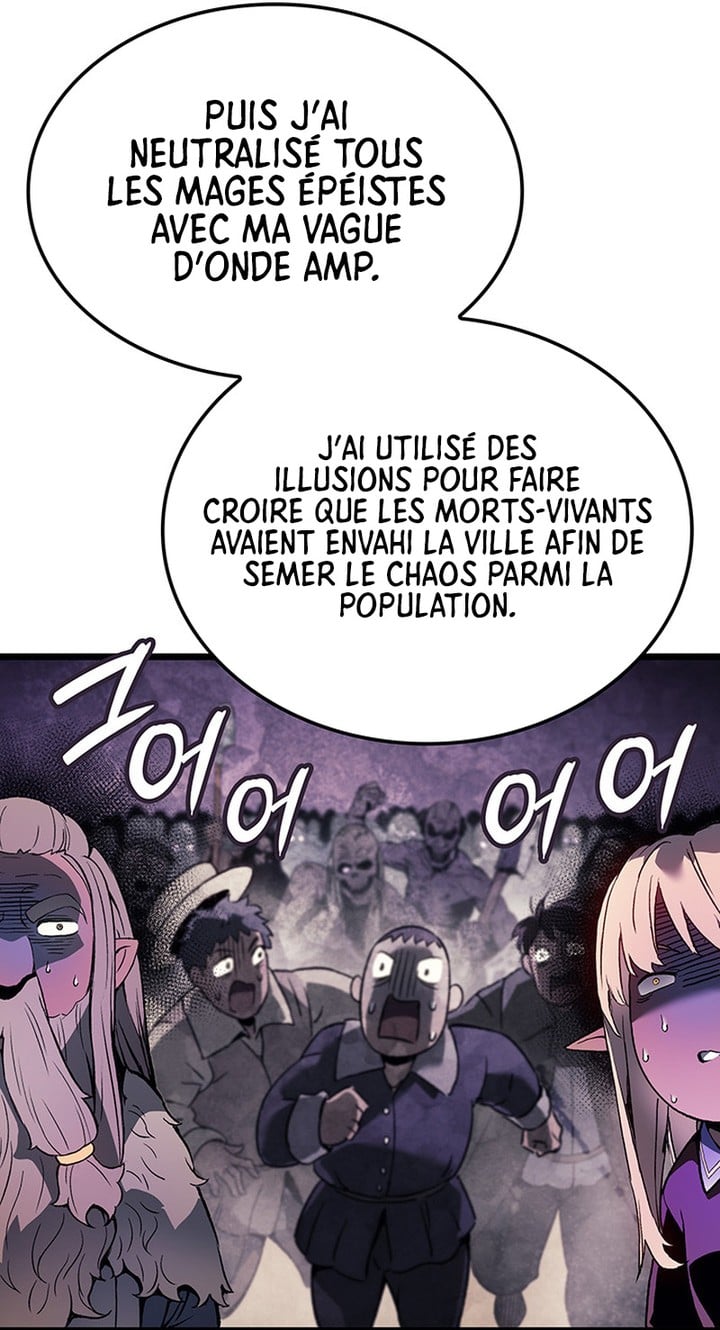 PUIS J'AI
NEUTRALISÉ TOUS
LES MAGES ÉPÉISTES
AVEC MA VAGUE
D'ONDE AMP.
J'AI UTILISÉ DES
ILLUSIONS POUR FAIRE
CROIRE QUE LES MORTS-VIVANTS
AVAIENT ENVAHI LA VILLE AFIN DE
SEMER LE CHAOS PARMI LA
POPULATION.
그어어
어어